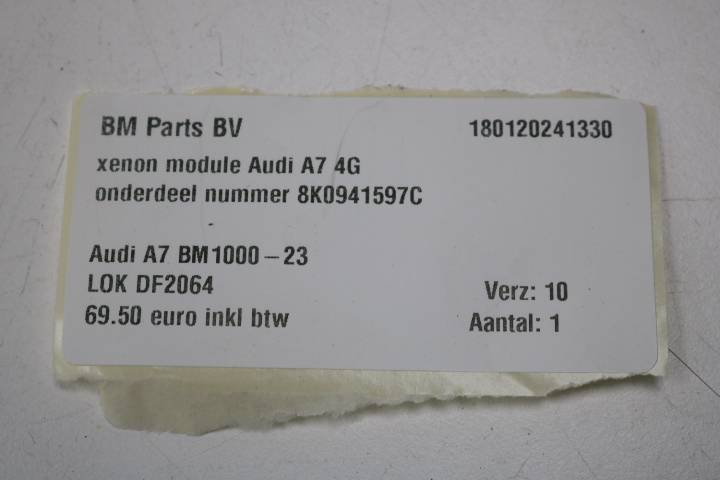 BM Parts BV 180120241330
xenon module Audi A7 4G
onderdeel nummer 8K0941597C
Audi A7 BM1000-23
LOK DF2064 Verz: 10
69.50 euro inkl btw Aantal: 1